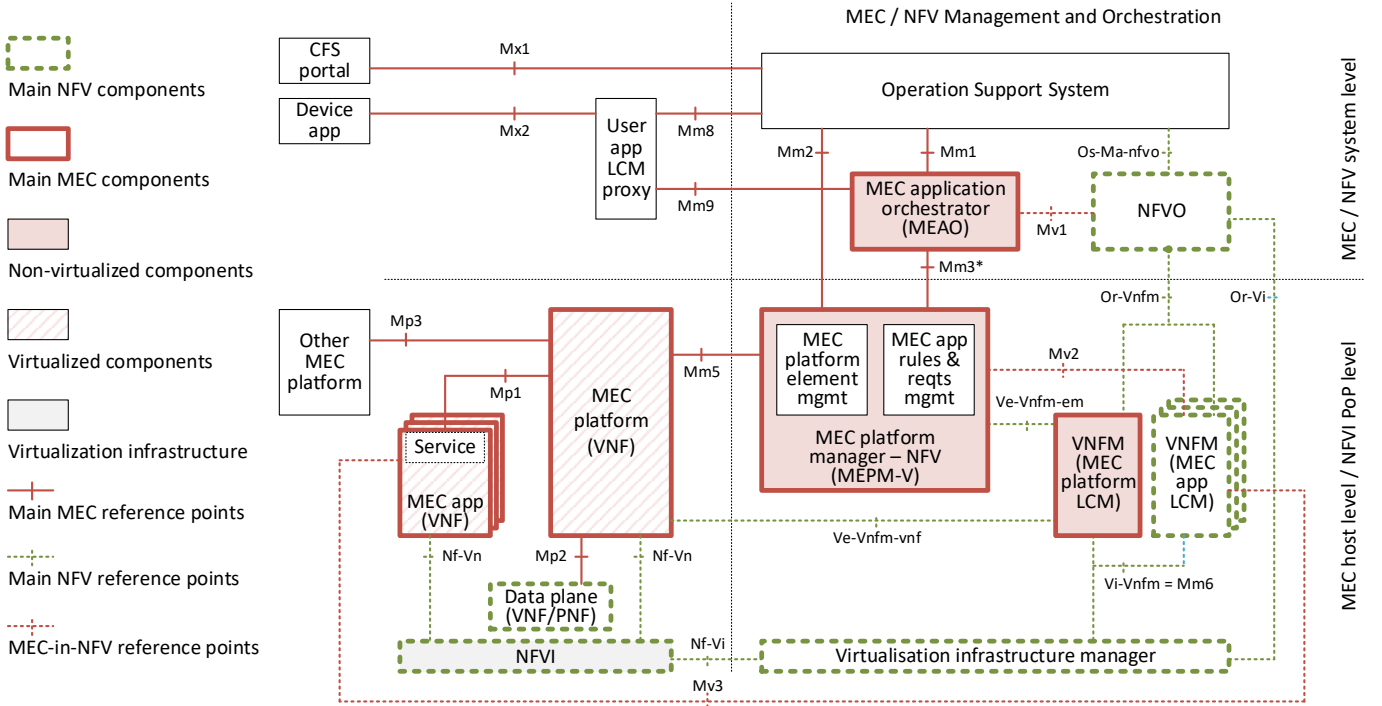 MEC / NFV Management and Orchestration
Main NFV components
Main MEC components
Non-virtualized components
Virtualized components
Virtualization infrastructure
Main MEC reference points
Main NFV reference points
MEC-in-NFV reference points
CFS
portal
Mx1
Device
app
Mx2
User
app
LCM
proxy
Mm8
Mm9
Operation Support System
Mm2
Mm1
Os-Ma-nfvo
MEC application
orchestrator
(MEAO)
Mv1
NFVO
Mm3*
Or-Vnfm
Or-Vi
MEC / NFV system level
Other
MEC
platform
Mp3
Mp1
MEC
platform
(VNF)
Mm5
MEC
platform
element
mgmt
MEC app
rules &
reqts
mgmt
MEC platform
manager – NFV
(MEPM-V)
Mv2
Ve-Vnfm-em
VNFM
(MEC
platform
LCM)
VNFM
(MEC
app
LCM)
Service
MEC app
(VNF)
Nf-Vn
Mp2
Nf-Vn
Ve-Vnfm-vnf
Vi-Vnfm = Mm6
Data plane
(VNF/PNF)
NFVI
Nf-Vi
Virtualisation infrastructure manager
Mv3
MEC host level / NFVI PoP level